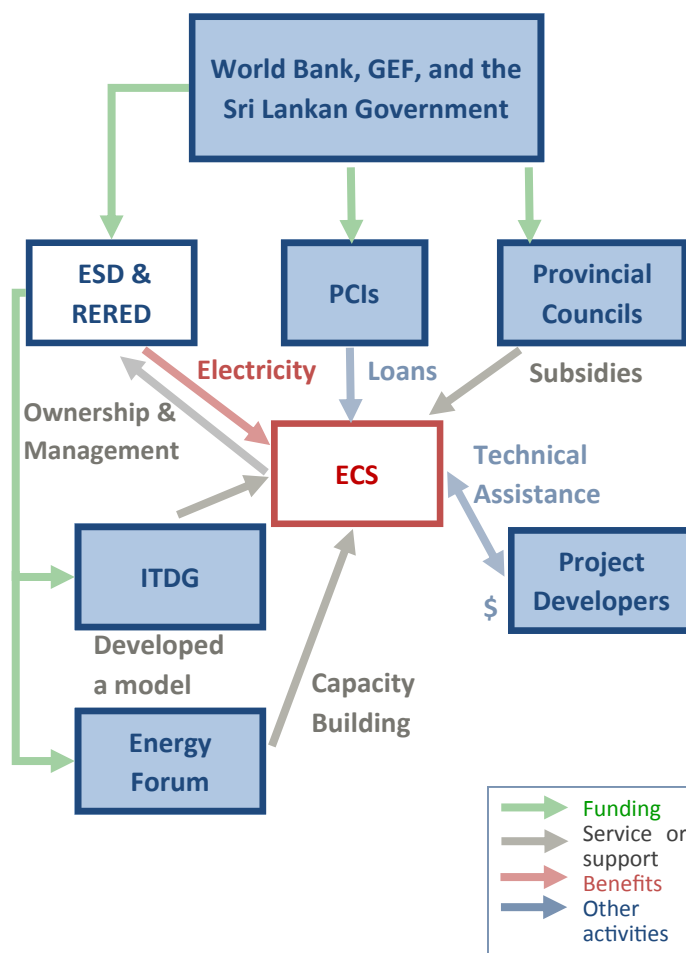 World Bank, GEF, and the
Sri Lankan Government
ESD &
RERED
PCIs
Provincial
Councils
Electricity
Loans
Subsidies
Ownership &
Management
ECS
Technical
Assistance
ITDG
Project
Developers
$
Developed
a model
Capacity
Building
Energy
Forum
Funding
Service or
support
Benefits
Other
activities